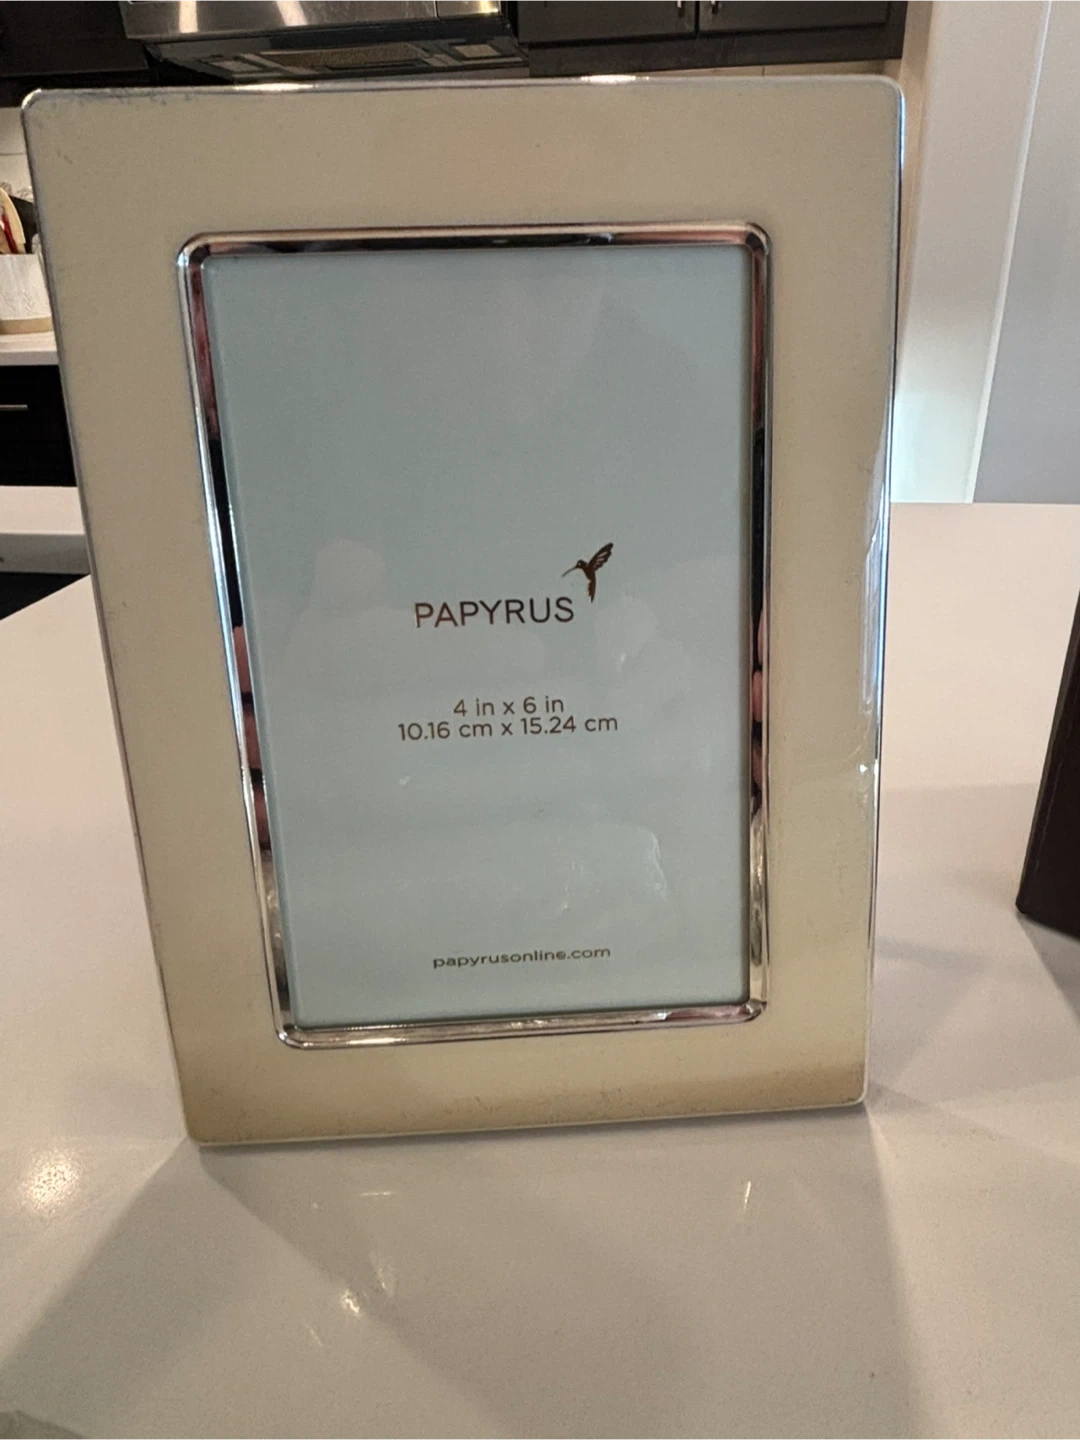 PAPYRUS
4 in x 6 in
10.16 cm x 15.24 cm
papyrusonline.com